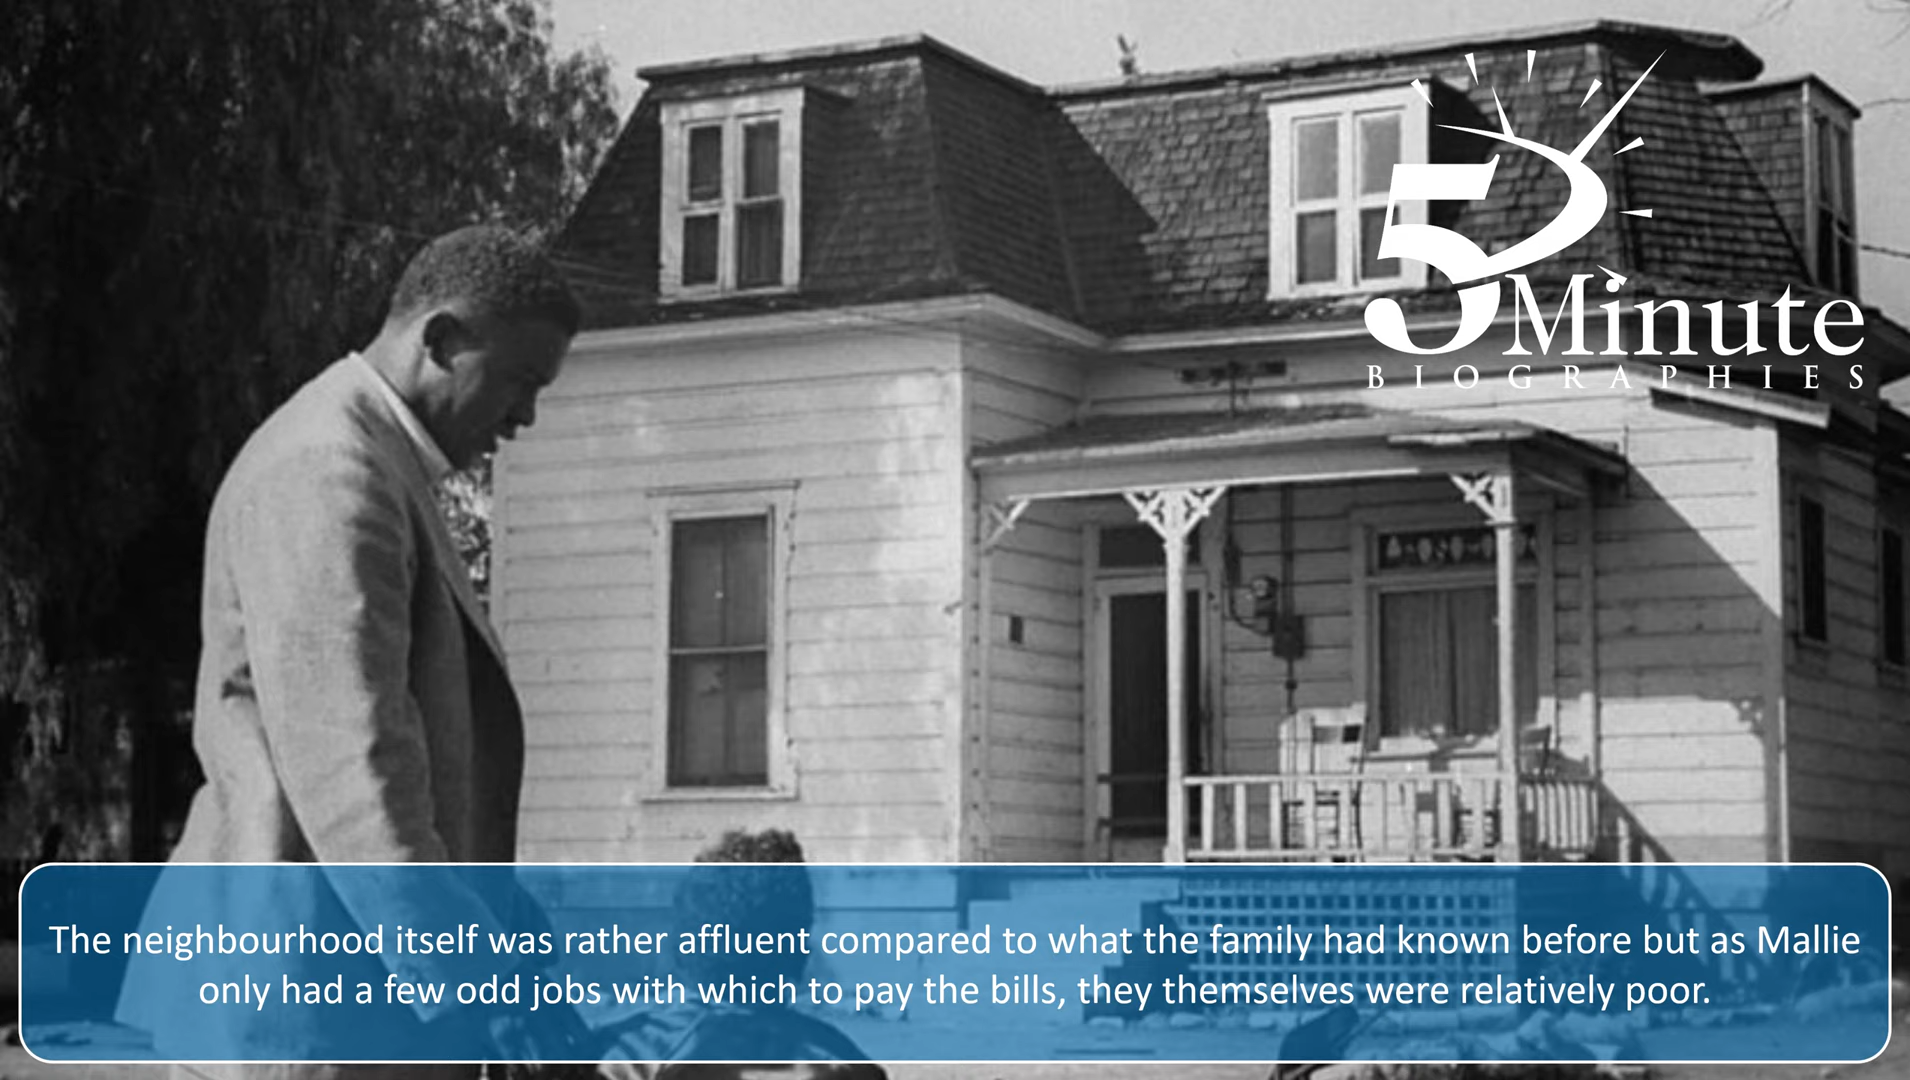 5 Minute
BIOGRAPHIES
The neighbourhood itself was rather affluent compared to what the family had known before but as Mallie
only had a few odd jobs with which to pay the bills, they themselves were relatively poor.